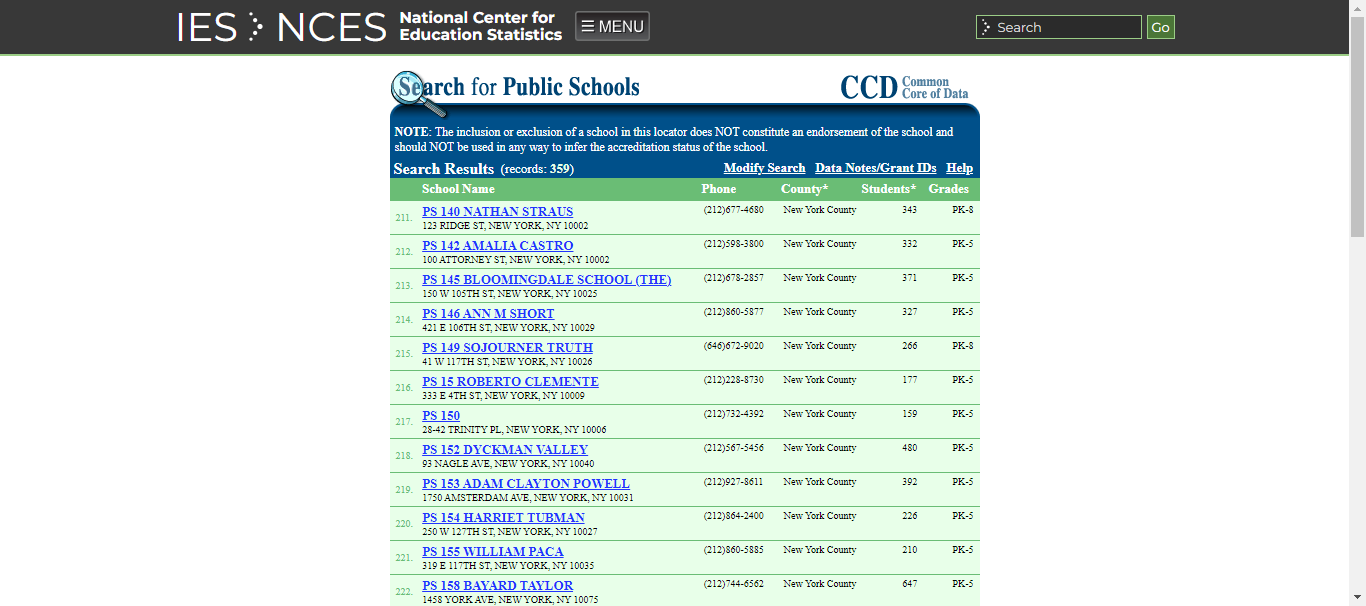 IES NCES National Center for Education Statistics ☰ MENU Search Go
Search for Public Schools CCD Common Core of Data
NOTE: The inclusion or exclusion of a school in this locator does NOT constitute an endorsement of the school and
should NOT be used in any way to infer the accreditation status of the school.
Search Results (records: 359) Modify Search Data Notes/Grant IDs Help
School Name Phone County* Students* Grades
211. PS 140 NATHAN STRAUS (212)677-4680 New York County 343 PK-8
123 RIDGE ST, NEW YORK, NY 10002
212. PS 142 AMALIA CASTRO (212)598-3800 New York County 332 PK-5
100 ATTORNEY ST, NEW YORK, NY 10002
213. PS 145 BLOOMINGDALE SCHOOL (THE) (212)678-2857 New York County 371 PK-5
150 W 105TH ST, NEW YORK, NY 10025
214. PS 146 ANN M SHORT (212)860-5877 New York County 327 PK-5
421 E 106TH ST, NEW YORK, NY 10029
215. PS 149 SOJOURNER TRUTH (646)672-9020 New York County 266 PK-8
41 W 117TH ST, NEW YORK, NY 10026
216. PS 15 ROBERTO CLEMENTE (212)228-8730 New York County 177 PK-5
333 E 4TH ST, NEW YORK, NY 10009
217. PS 150 (212)732-4392 New York County 159 PK-5
28-42 TRINITY PL, NEW YORK, NY 10006
218. PS 152 DYCKMAN VALLEY (212)567-5456 New York County 480 PK-5
93 NAGLE AVE, NEW YORK, NY 10040
219. PS 153 ADAM CLAYTON POWELL (212)927-8611 New York County 392 PK-5
1750 AMSTERDAM AVE, NEW YORK, NY 10031
220. PS 154 HARRIET TUBMAN (212)864-2400 New York County 226 PK-5
250 W 127TH ST, NEW YORK, NY 10027
221. PS 155 WILLIAM PACA (212)860-5885 New York County 210 PK-5
319 E 117TH ST, NEW YORK, NY 10035
222. PS 158 BAYARD TAYLOR (212)744-6562 New York County 647 PK-5
1458 YORK AVE, NEW YORK, NY 10075